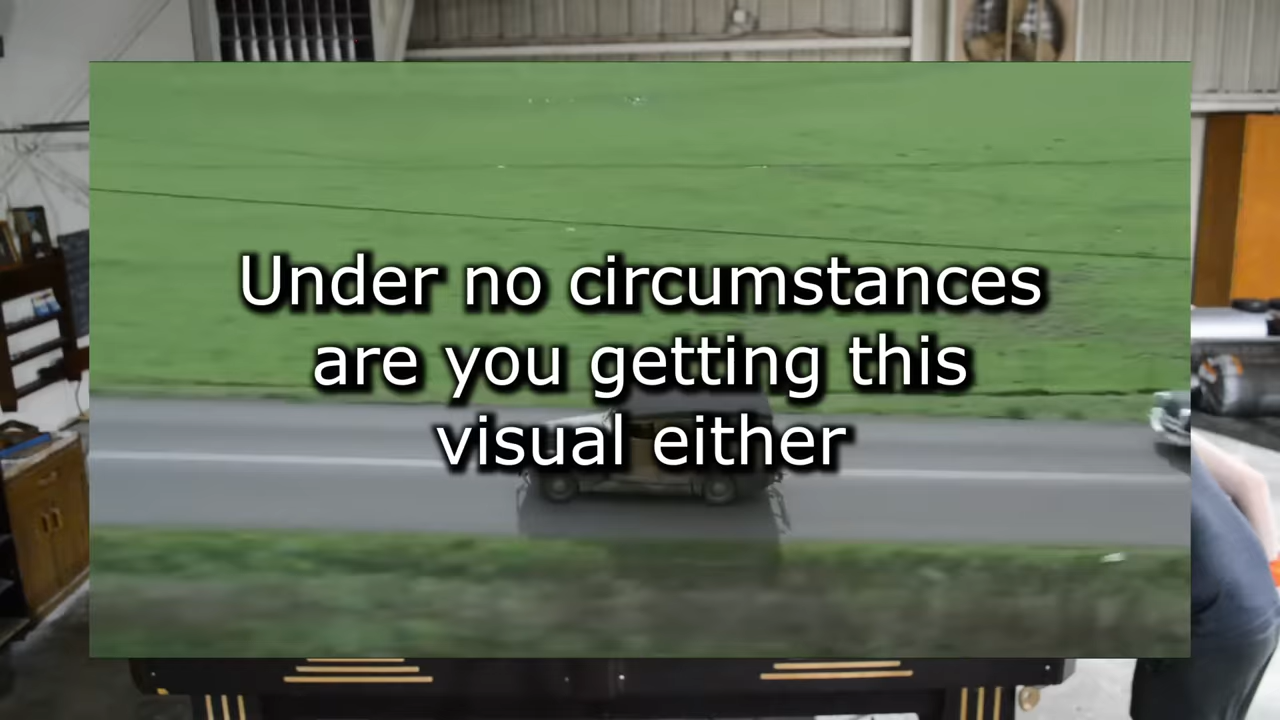 Under no circumstances
are you getting this
visual either